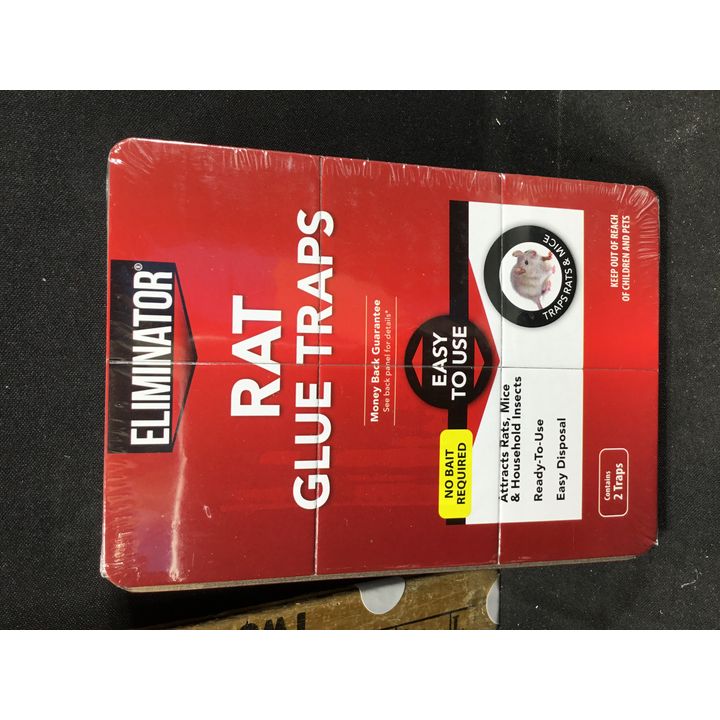 ELIMINATOR®
RAT
GLUE TRAPS
Money Back Guarantee
See back panel for details*
EASY
TO USE
NO BAIT
REQUIRED
Attracts Rats, Mice
& Household Insects
Ready-To-Use
Easy Disposal
TRAPS RATS & MICE
Contains
2 Traps
KEEP OUT OF REACH
OF CHILDREN AND PETS